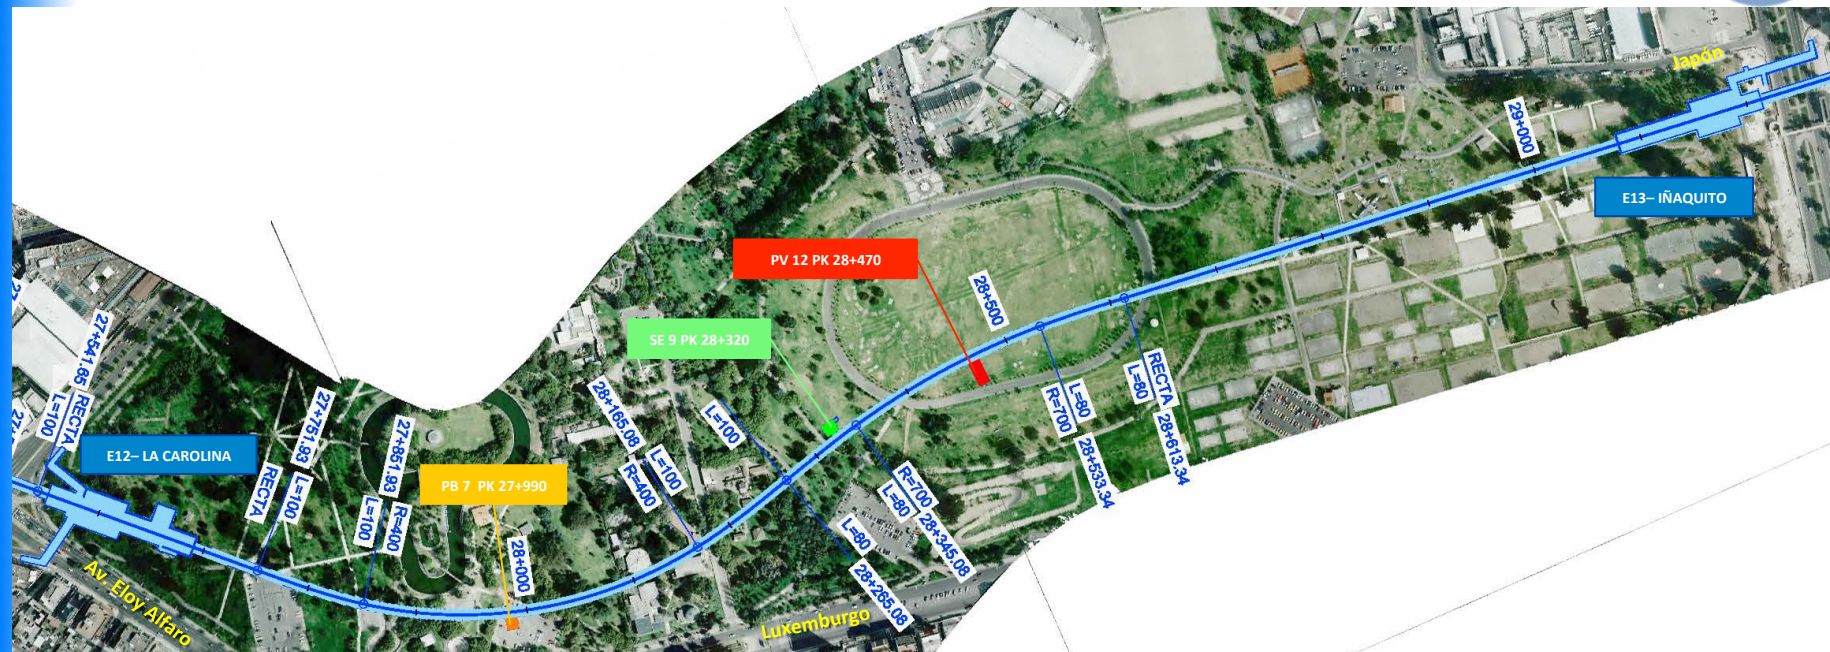 Japón
29+000
E13– IÑAQUITO
PV 12 PK 28+470
28+500
SE 9 PK 28+320
27+541.65
RECTA
L=100
E12– LA CAROLINA
27+751.93
RECTA
L=100
27+851.93
L=100
R=400
PB 7 PK 27+990
28+000
28+165.08
R=400
L=100
L=100
L=80
28+265.08
R=700
L=80
28+345.08
L=80
R=700
28+533.34
RECTA
L=80
28+613.34
Av. Eloy Alfaro
Luxemburgo